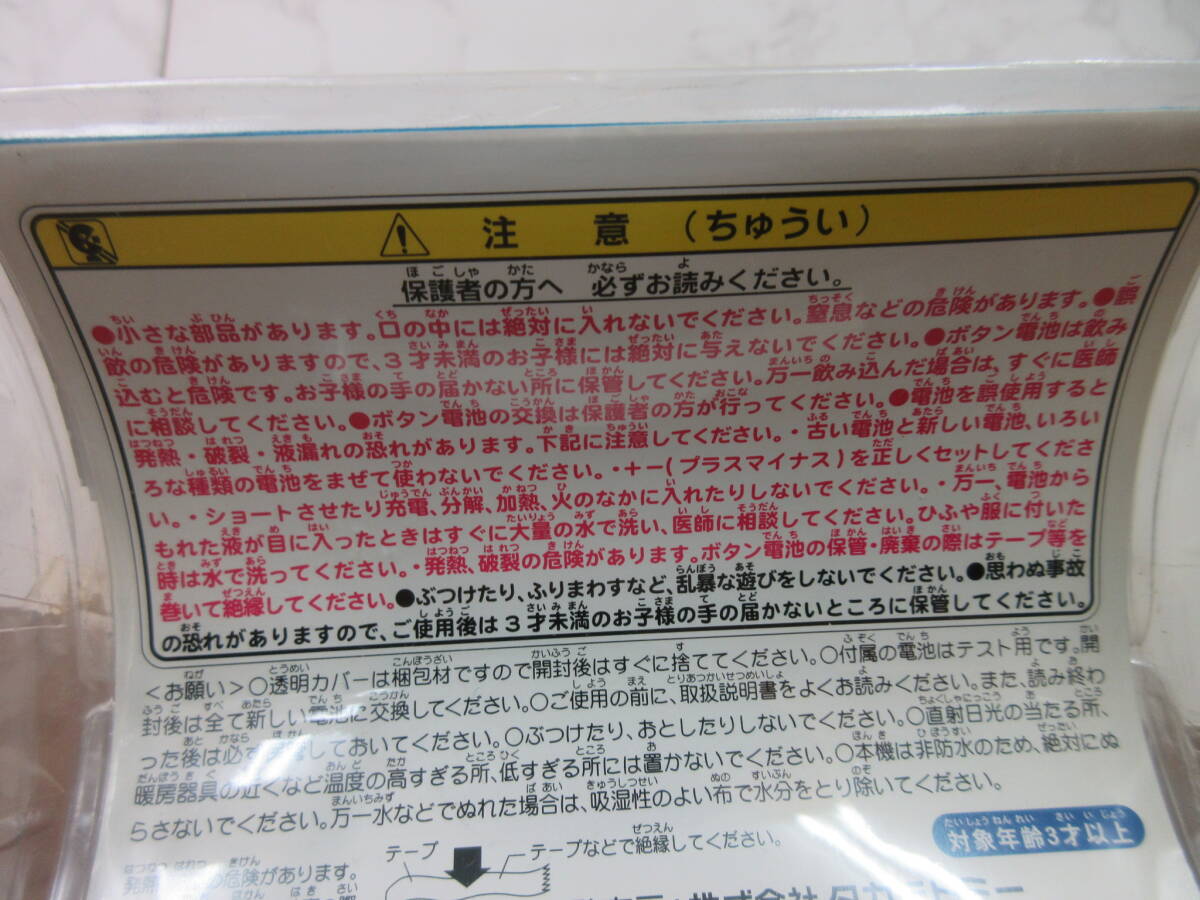 注 意 (ちゅうい)
保護者の方へ 必ずお読みください。
●小さな部品があります。口の中には絶対に入れないでください。窒息などの危険があります。●誤
飲の危険がありますので、3才未満のお子様には絶対に与えないでください。●ボタン電池は飲み
込むと危険です。お子様の手の届かない所に保管してください。万一飲み込んだ場合は、すぐに医師
に相談してください。●ボタン電池の交換は保護者の方が行ってください。●電池を誤使用すると
発熱・破裂・液漏れの恐れがあります。下記に注意してください。・古い電池と新しい電池、いろい
ろな種類の電池をまぜて使わないでください。・+−(プラスマイナス)を正しくセットしてくださ
い。・ショートさせたり充電、分解、加熱、火のなかに入れたりしないでください。・万一、電池から
もれた液が目に入ったときはすぐに大量の水で洗い、医師に相談してください。ひふや服に付いた
時は水で洗ってください。・発熱、破裂の危険があります。ボタン電池の保管・廃棄の際はテープ等を
巻いて絶縁してください。●ぶつけたり、ふりまわすなど、乱暴な遊びをしないでください。●思わぬ事故
の恐れがありますので、ご使用後は3才未満のお子様の手の届かないところに保管してください。
<お願い>○透明カバーは梱包材ですので開封後はすぐに捨ててください。○付属の電池はテスト用です。開
封後は全て新しい電池に交換してください。○ご使用の前に、取扱説明書をよくお読みください。また、読み終わ
った後は必ず しておいてください。○ぶつけたり、おとしたりしないでください。○直射日光の当たる所、
暖房器具の近くなど温度の高すぎる所、低すぎる所には置かないでください。○本機は非防水のため、絶対にぬ
らさないでください。万一水などでぬれた場合は、吸湿性のよい布で水分をとり除いてください。
対象年齢3才以上
テープ
テープなどで絶縁してください。
発熱 の危険があります。